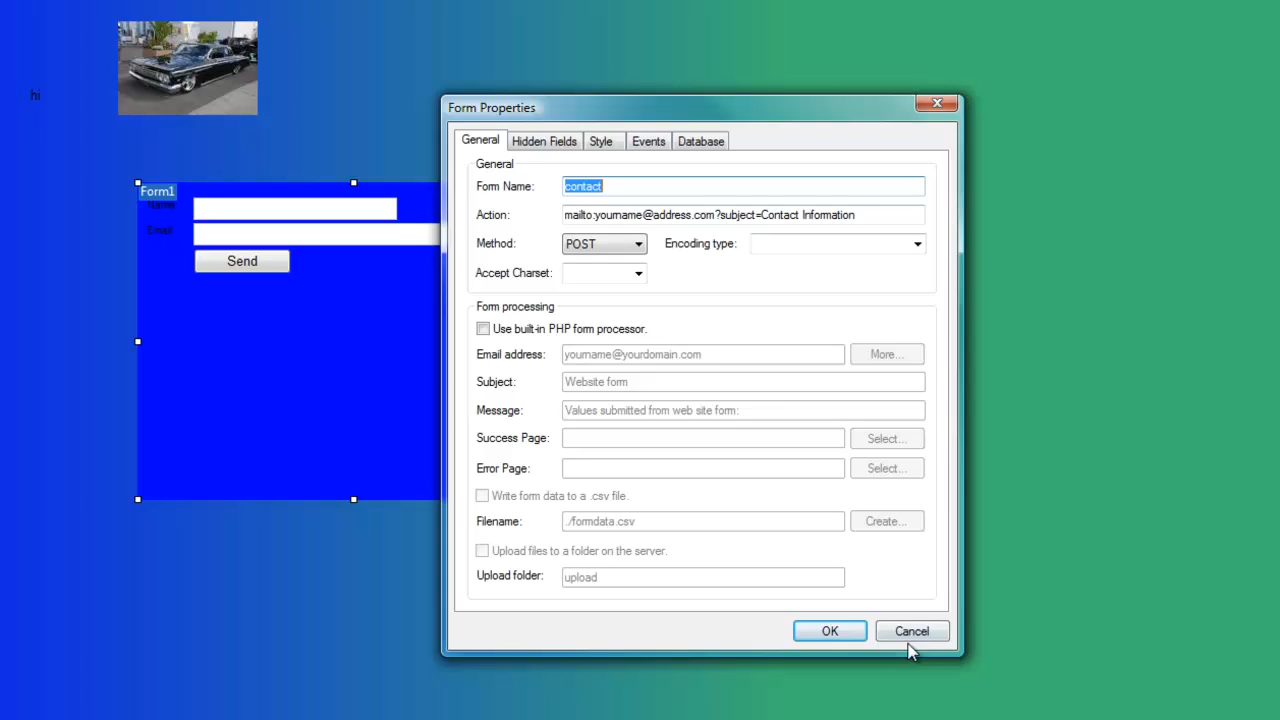 hi
Form1
Name
Email
Send
Form Properties
General Hidden Fields Style Events Database
General
Form Name: contact
Action: mailto:yourname@address.com?subject=Contact Information
Method: POST Encoding type:
Accept Charset:
Form processing
Use built-in PHP form processor.
Email address: yourname@yourdomain.com More...
Subject: Website form
Message: Values submitted from web site form:
Success Page: Select...
Error Page: Select...
Write form data to a .csv file.
Filename: ./formdata.csv Create...
Upload files to a folder on the server.
Upload folder: upload
OK Cancel